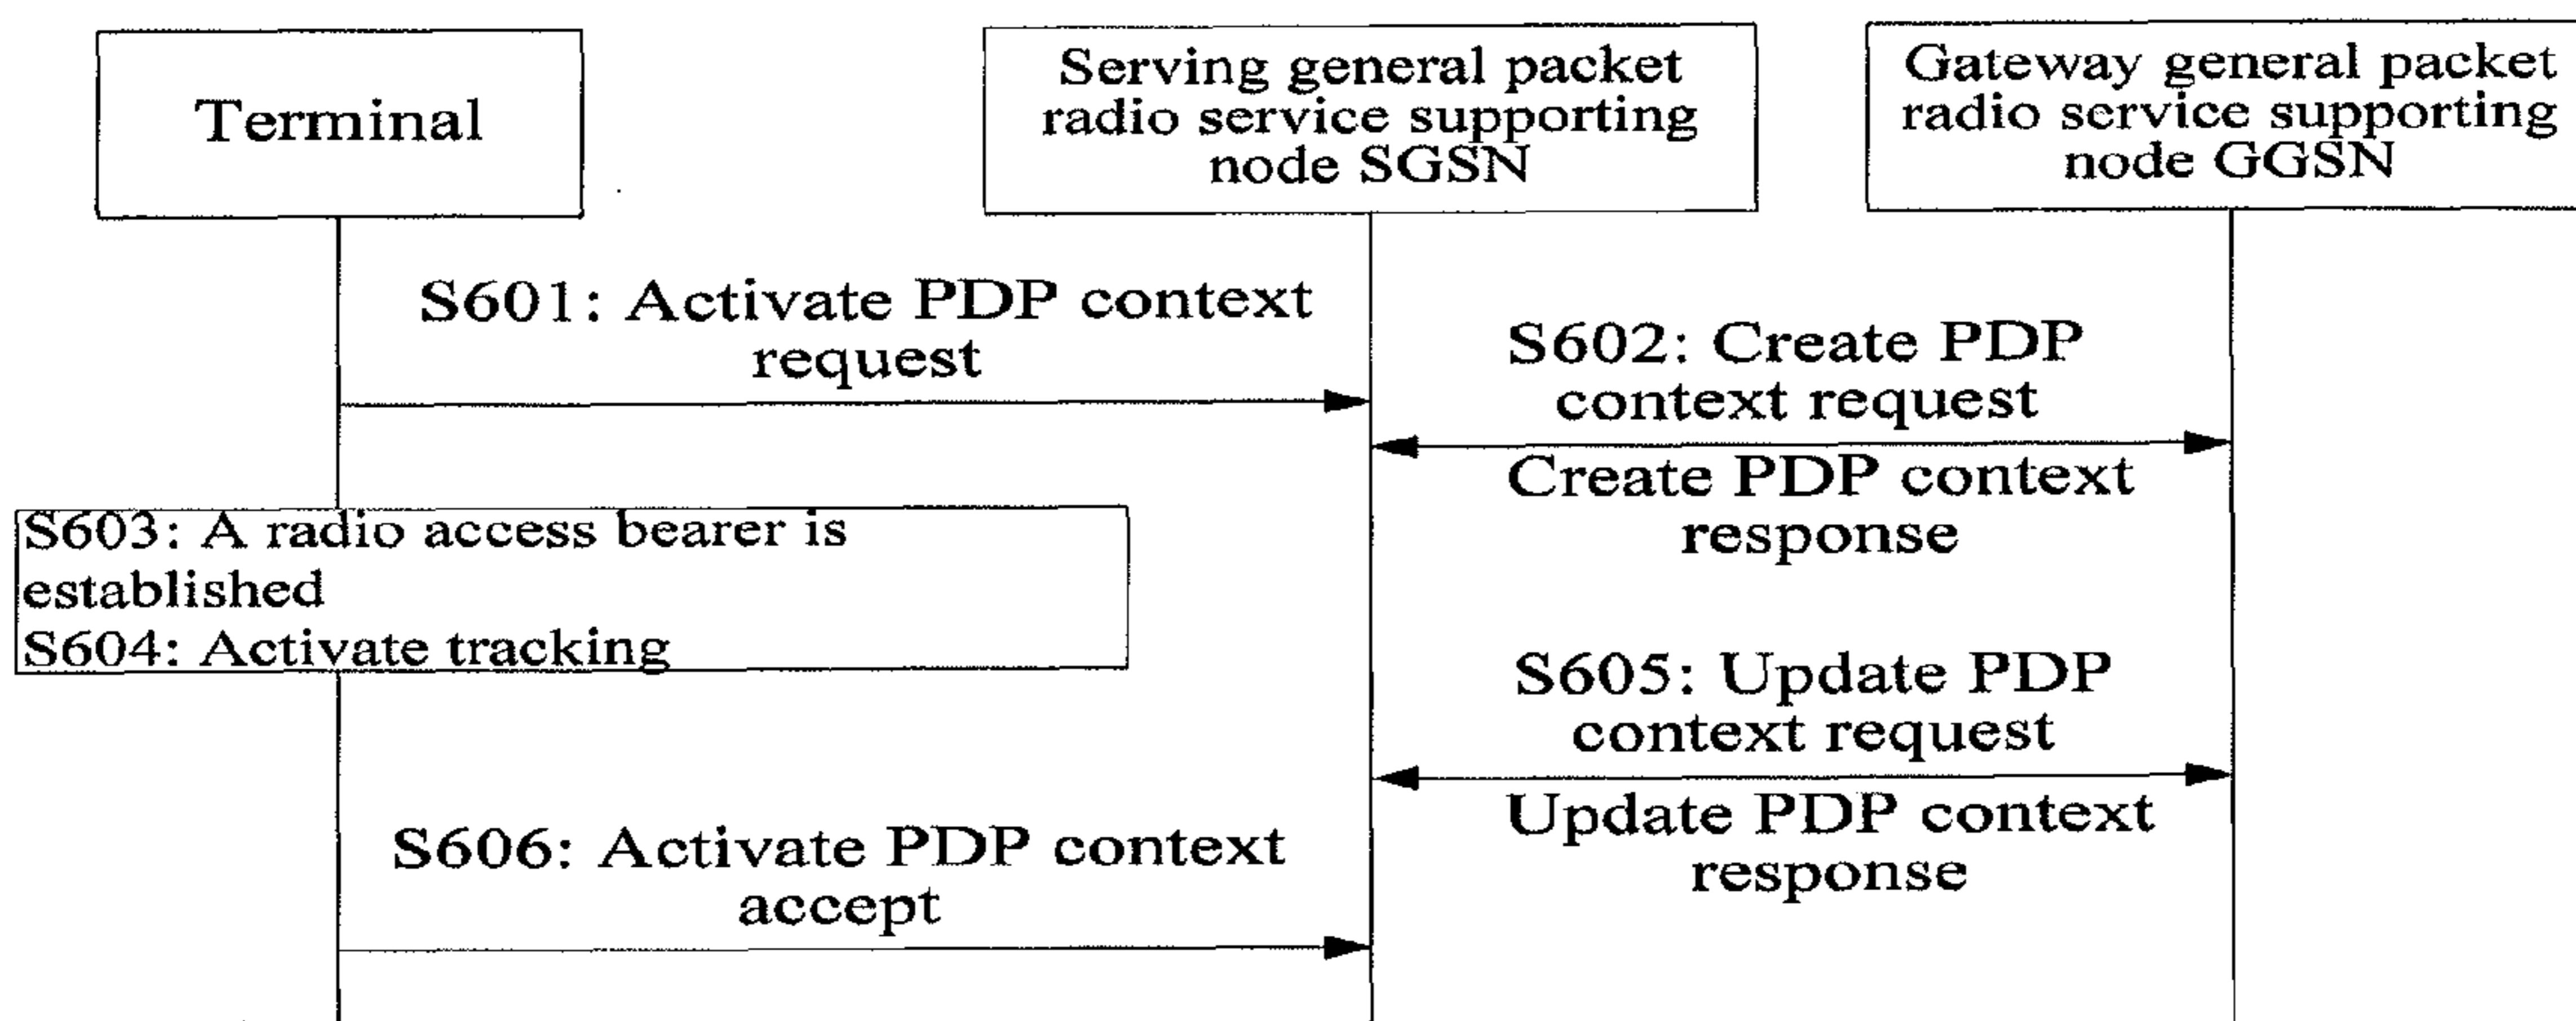 Terminal
Serving general packet
radio service supporting
node SGSN
Gateway general packet
radio service supporting
node GGSN
S601: Activate PDP context
request
S602: Create PDP
context request
Create PDP context
response
S603: A radio access bearer is
established
S604: Activate tracking
S605: Update PDP
context request
Update PDP context
response
S606: Activate PDP context
accept